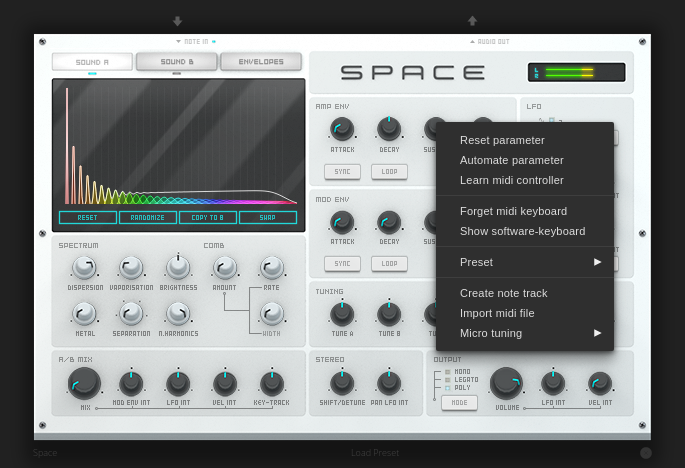 NOTE IN
AUDIO OUT
SOUND A
SOUND B
ENVELOPES
SPACE
L
R
AMP ENV
LFO
ATTACK
DECAY
SUS
SYNC
LOOP
Reset parameter
Automate parameter
Learn midi controller
Forget midi keyboard
Show software-keyboard
Preset
Create note track
Import midi file
Micro tuning
MOD ENV
ATTACK
DECAY
SUS
SYNC
LOOP
RESET
RANDOMIZE
COPY TO B
SWAP
SPECTRUM
COMB
DISPERSION
VAPORISATION
BRIGHTNESS
AMOUNT
RATE
METAL
SEPARATION
N.HARMONICS
WIDTH
TUNING
TUNE A
TUNE B
TU
A/B MIX
MIX
MOD ENV INT
LFO INT
VEL INT
KEY-TRACK
STEREO
SHIFT/DETUNE
PAN LFO INT
OUTPUT
MONO
LEGATO
POLY
MODE
VOLUME
LFO INT
VEL INT
Space
Load Preset